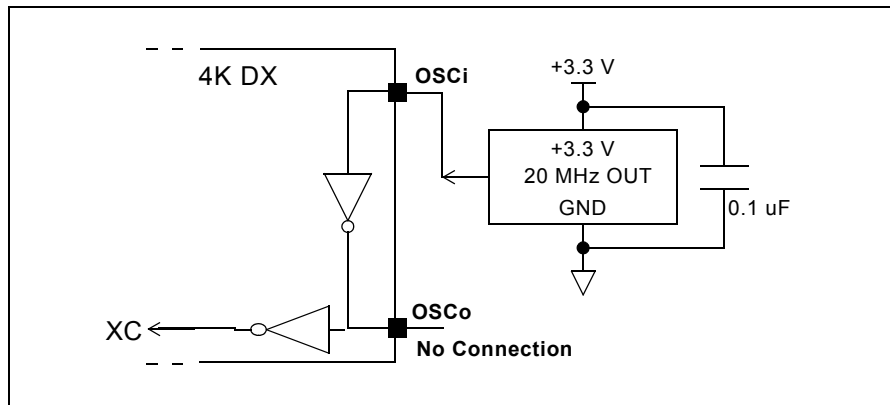 4K DX
OSCi
+3.3 V
+3.3 V
20 MHz OUT
GND
0.1 uF
OSCo
XC
No Connection